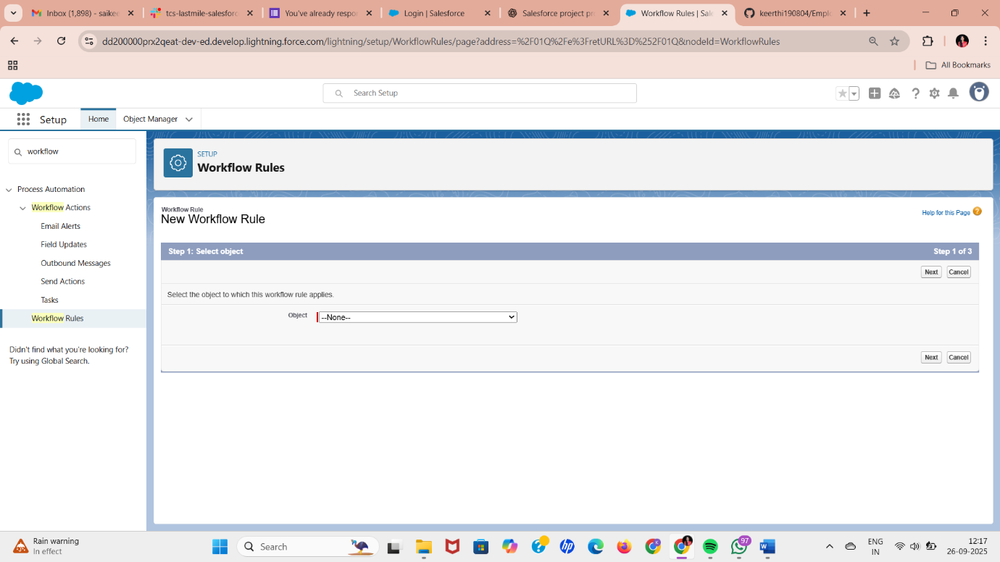 Inbox (1,898) - saikee
tcs-lastmile-salesforc
You've already respon
Login | Salesforce
Salesforce project pr
Workflow Rules | Sale
keerthi190804/Emplo
dd200000prx2qeat-dev-ed.develop.lightning.force.com/lightning/setup/WorkflowRules/page?address=%2F01Q%2Fe%3FretURL%3D%252F01Q&nodeId=WorkflowRules
All Bookmarks
Search Setup
Setup
Home
Object Manager
workflow
Process Automation
Workflow Actions
Email Alerts
Field Updates
Outbound Messages
Send Actions
Tasks
Workflow Rules
Didn't find what you're looking for?
Try using Global Search.
SETUP
Workflow Rules
Workflow Rule
New Workflow Rule
Help for this Page
Step 1: Select object
Step 1 of 3
Next
Cancel
Select the object to which this workflow rule applies.
Object
--None--
Next
Cancel
Rain warning
In effect
Search
97
ENG
IN
12:17
26-09-2025